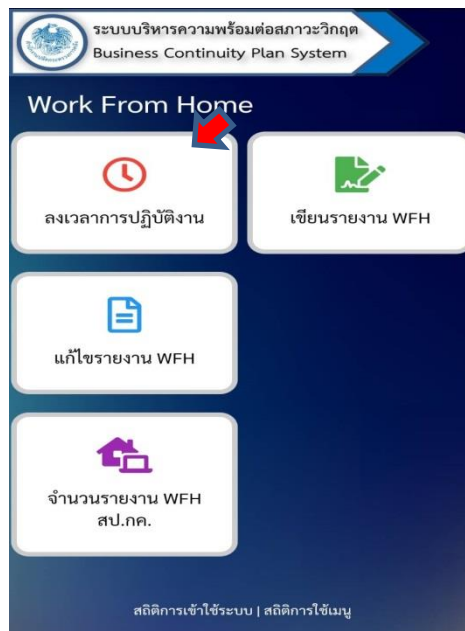 ระบบบริหารความพร้อมต่อสภาวะวิกฤต
Business Continuity Plan System
Work From Home
ลงเวลาการปฏิบัติงาน
เขียนรายงาน WFH
แก้ไขรายงาน WFH
จำนวนรายงาน WFH
สป.กค.
สถิติการเข้าใช้ระบบ | สถิติการใช้เมนู